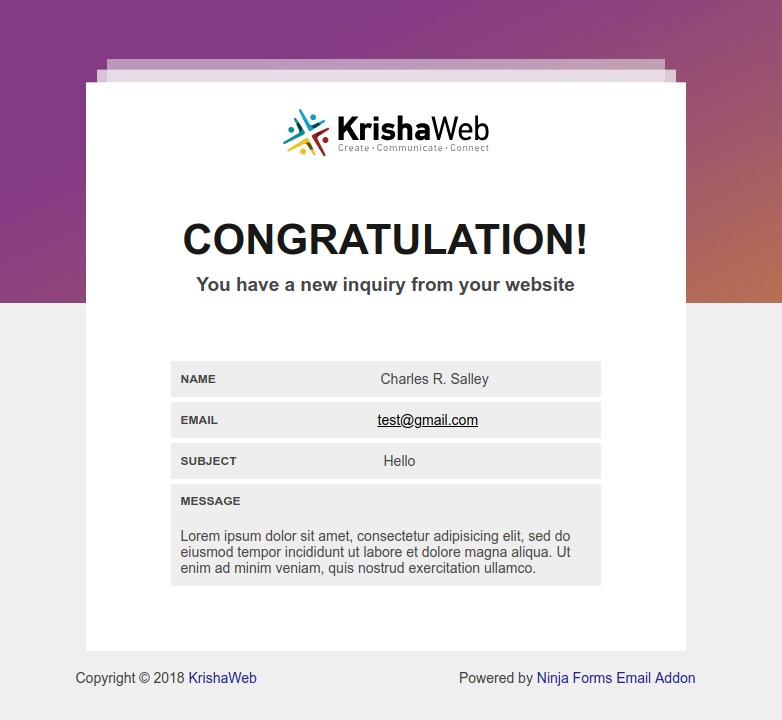 KrishaWeb
Create · Communicate · Connect
CONGRATULATION!
You have a new inquiry from your website
NAME Charles R. Salley
EMAIL test@gmail.com
SUBJECT Hello
MESSAGE
Lorem ipsum dolor sit amet, consectetur adipisicing elit, sed do
eiusmod tempor incididunt ut labore et dolore magna aliqua. Ut
enim ad minim veniam, quis nostrud exercitation ullamco.
Copyright © 2018 KrishaWeb Powered by Ninja Forms Email Addon